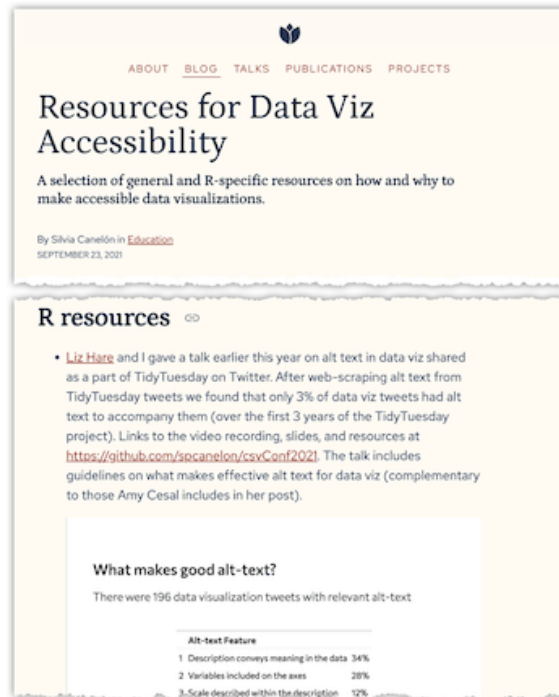 ABOUT BLOG TALKS PUBLICATIONS PROJECTS
Resources for Data Viz
Accessibility
A selection of general and R-specific resources on how and why to
make accessible data visualizations.
By Silvia Canelón in Education
SEPTEMBER 23, 2021
R resources
• Liz Hare and I gave a talk earlier this year on alt text in data viz shared
as a part of TidyTuesday on Twitter. After web-scraping alt text from
TidyTuesday tweets we found that only 3% of data viz tweets had alt
text to accompany them (over the first 3 years of the TidyTuesday
project). Links to the video recording, slides, and resources at
https://github.com/spcanelon/csvConf2021. The talk includes
guidelines on what makes effective alt text for data viz (complementary
to those Amy Cesal includes in her post).
What makes good alt-text?
There were 196 data visualization tweets with relevant alt-text
Alt-text Feature
1 Description conveys meaning in the data 34%
2 Variables included on the axes 28%
3 Scale described within the description 12%